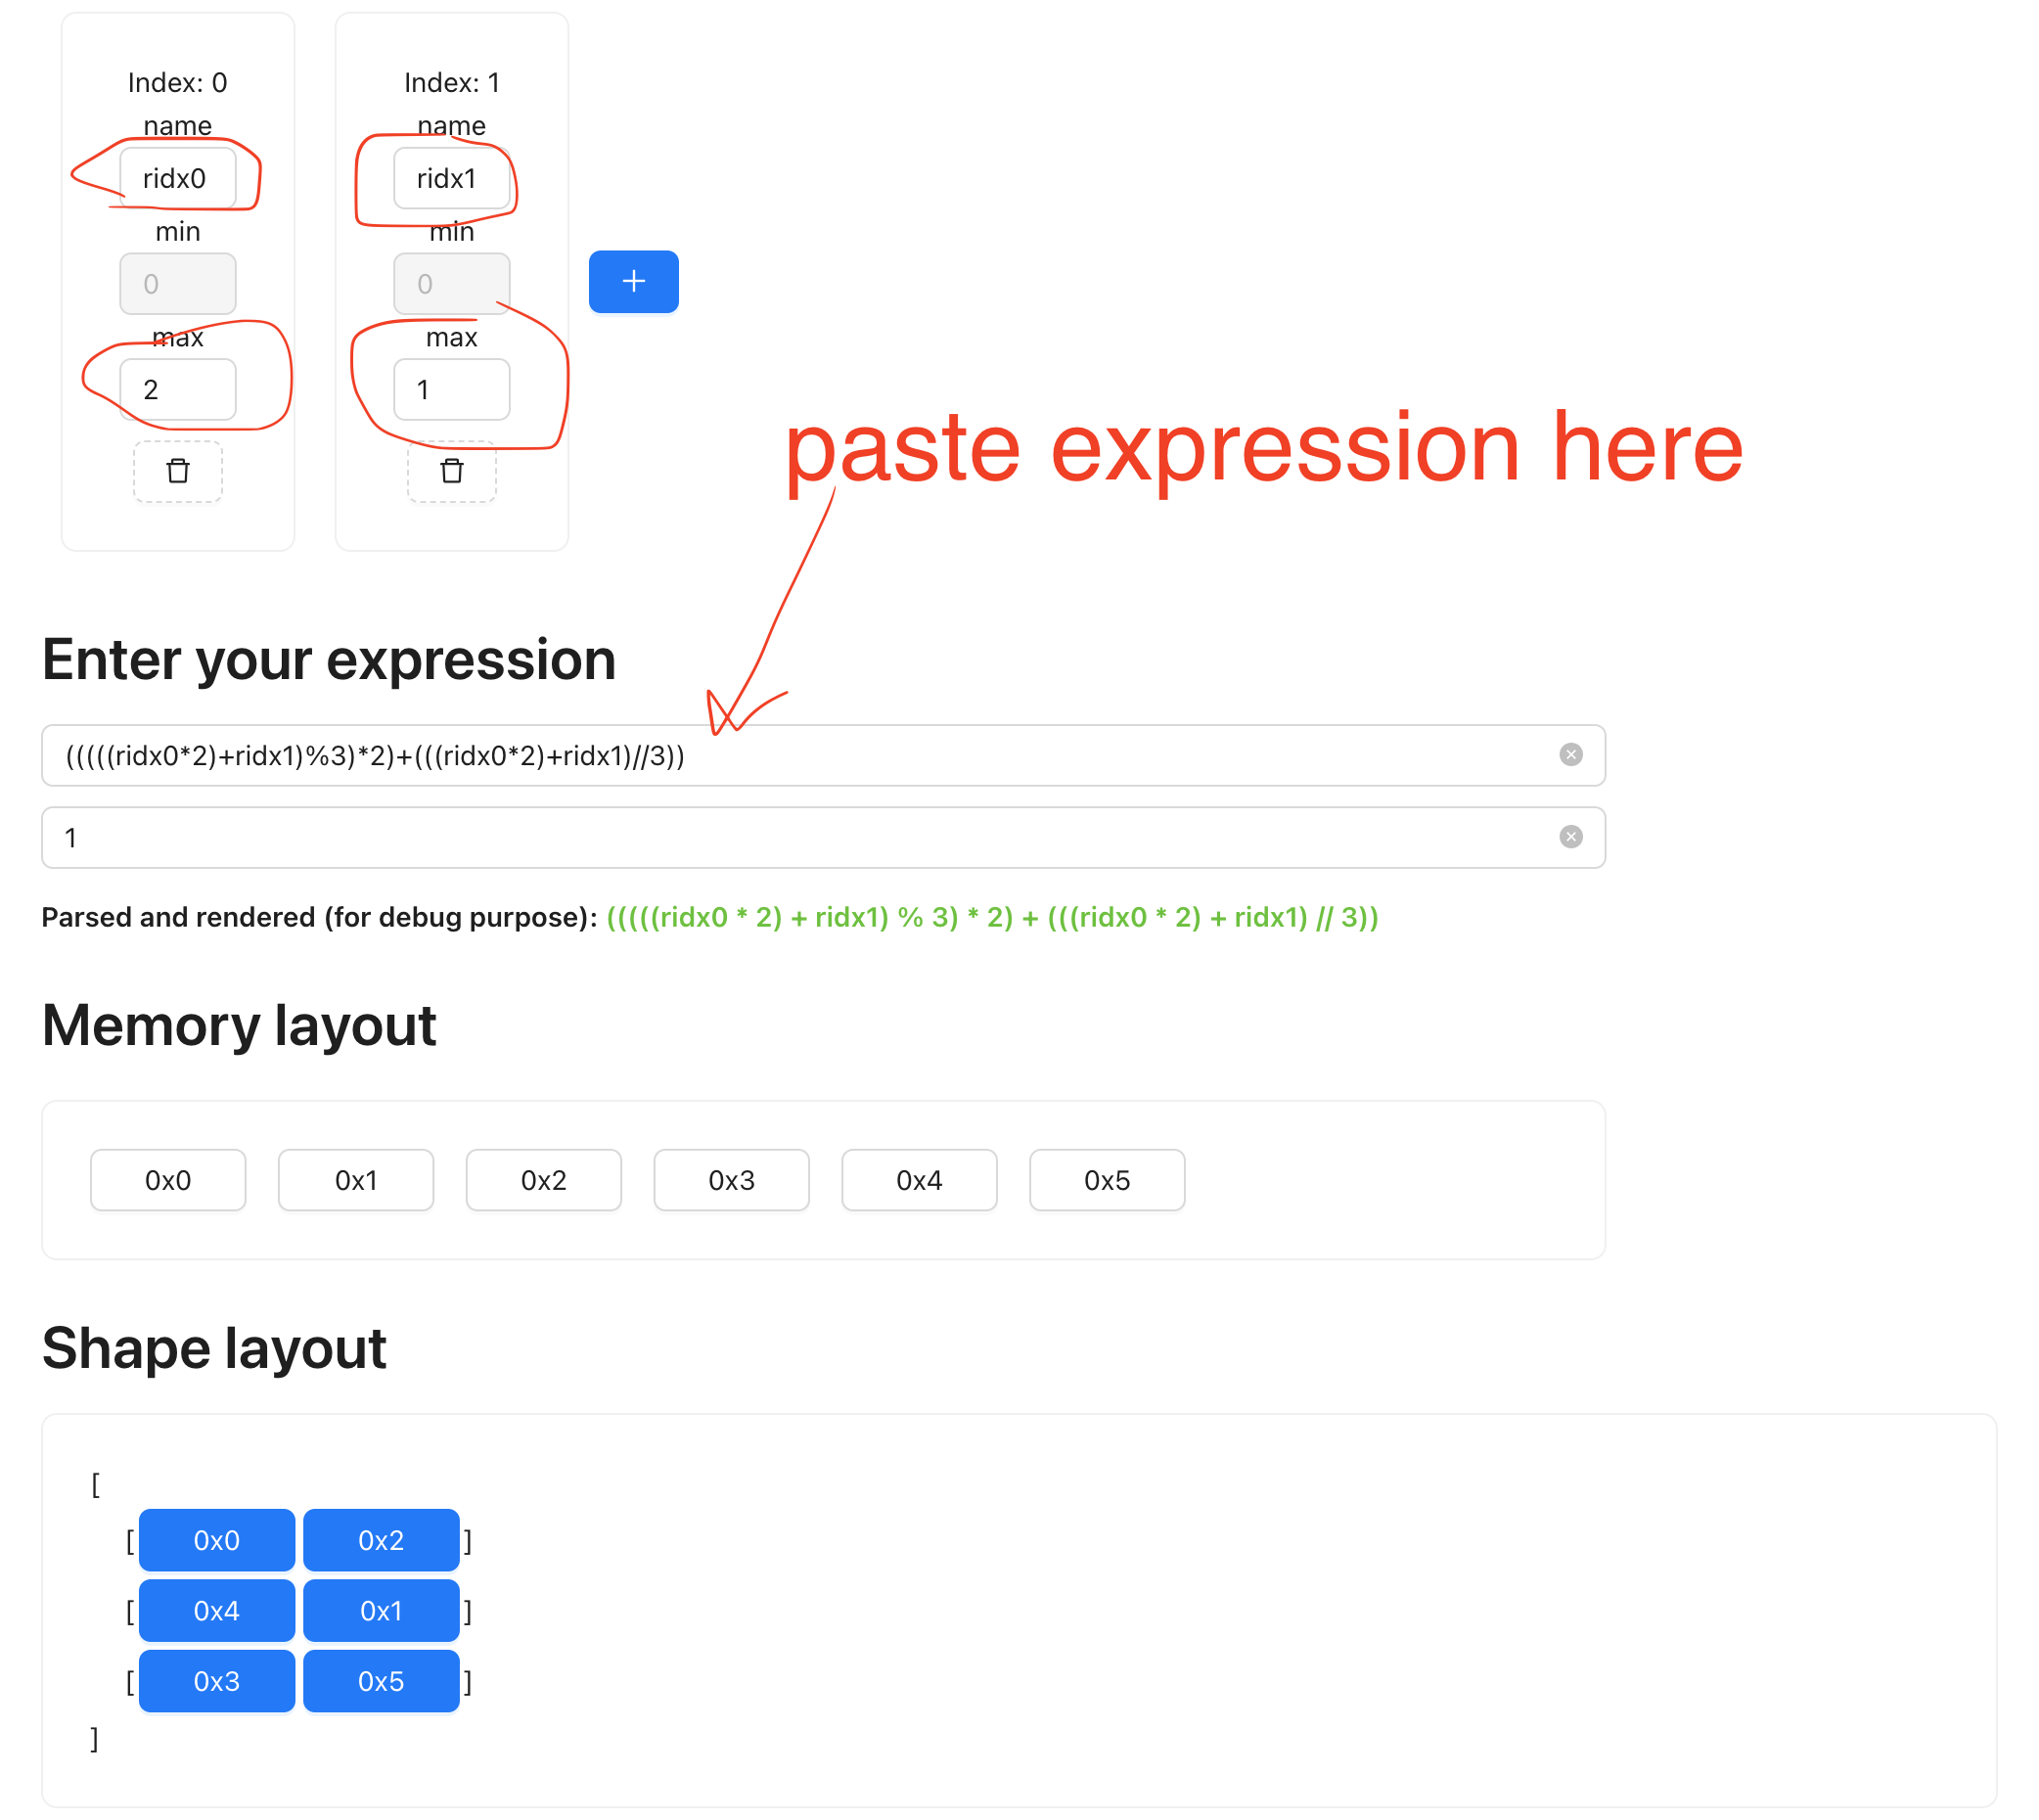 Index: 0
Index: 1
name
name
ridx0
ridx1
min
min
0
0
+
max
max
2
1
paste expression here
Enter your expression
(((((ridx0*2)+ridx1)%3)*2)+(((ridx0*2)+ridx1)//3))
1
Parsed and rendered (for debug purpose): (((((ridx0 * 2) + ridx1) % 3) * 2) + (((ridx0 * 2) + ridx1) // 3))
Memory layout
0x0 0x1 0x2 0x3 0x4 0x5
Shape layout
[
[ 0x0 0x2 ]
[ 0x4 0x1 ]
[ 0x3 0x5 ]
]